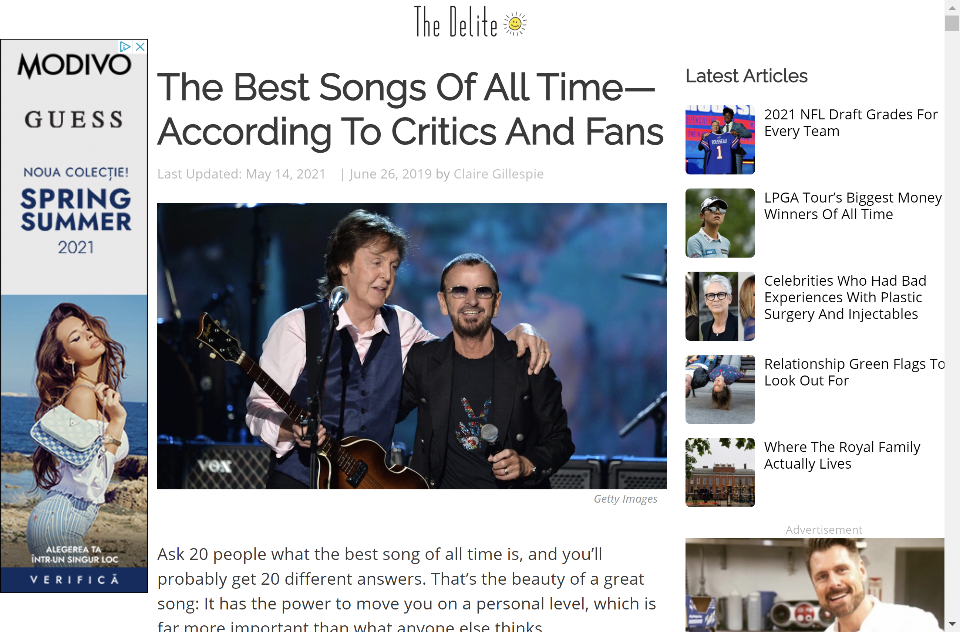 The Delite
MODIVO
GUESS
NOUA COLECȚIE!
SPRING
SUMMER
2021
ALEGEREA TA
ÎNTR-UN SINGUR LOC
VERIFICĂ
The Best Songs Of All Time—
According To Critics And Fans
Last Updated: May 14, 2021 | June 26, 2019 by Claire Gillespie
VOX
Getty Images
Ask 20 people what the best song of all time is, and you’ll
probably get 20 different answers. That’s the beauty of a great
song: It has the power to move you on a personal level, which is
far more important than what anyone else thinks.
Latest Articles
2021 NFL Draft Grades For
Every Team
1
LPGA Tour’s Biggest Money
Winners Of All Time
Celebrities Who Had Bad
Experiences With Plastic
Surgery And Injectables
Relationship Green Flags To
Look Out For
Where The Royal Family
Actually Lives
Advertisement